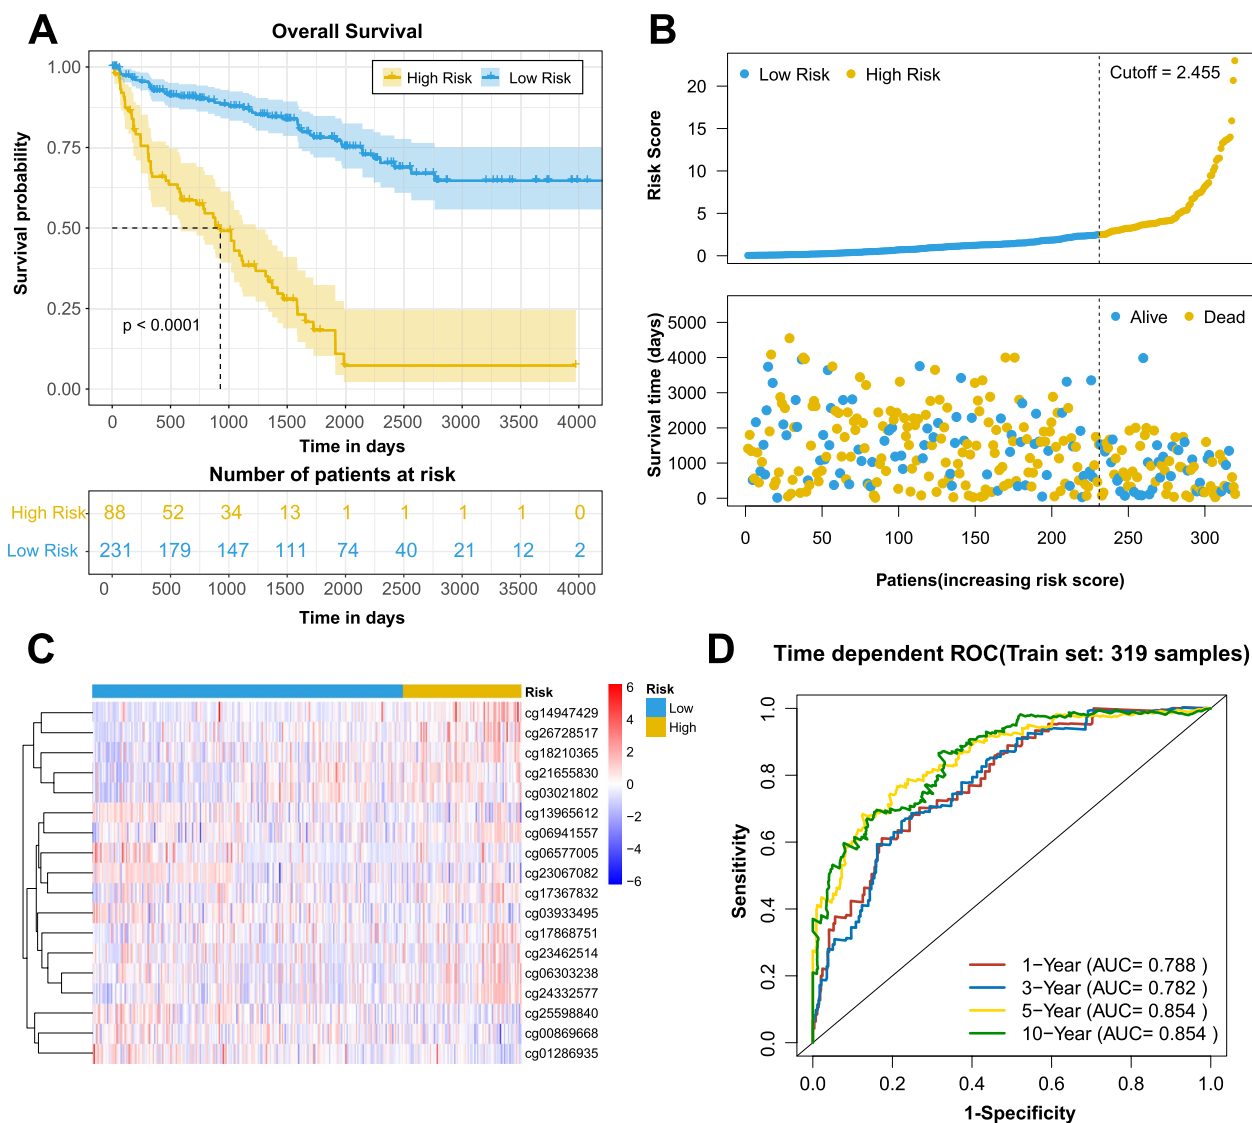 A
Overall Survival
High Risk Low Risk
Survival probability
1.00
0.75
0.50
0.25
0.00
p < 0.0001
0 500 1000 1500 2000 2500 3000 3500 4000
Time in days
Number of patients at risk
High Risk 88 52 34 13 1 1 1 1 0
Low Risk 231 179 147 111 74 40 21 12 2
0 500 1000 1500 2000 2500 3000 3500 4000
Time in days
B
Low Risk High Risk
Cutoff = 2.455
Risk Score
20
15
10
5
0
Alive Dead
Survival time (days)
5000
4000
3000
2000
1000
0
0 50 100 150 200 250 300
Patiens(increasing risk score)
C
Risk
cg14947429
cg26728517
cg18210365
cg21655830
cg03021802
cg13965612
cg06941557
cg06577005
cg23067082
cg17367832
cg03933495
cg17868751
cg23462514
cg06303238
cg24332577
cg25598840
cg00869668
cg01286935
6
4
2
0
−2
−4
−6
Risk
Low
High
D
Time dependent ROC(Train set: 319 samples)
Sensitivity
1.0
0.8
0.6
0.4
0.2
0.0
1−Year (AUC= 0.788 )
3−Year (AUC= 0.782 )
5−Year (AUC= 0.854 )
10−Year (AUC= 0.854 )
0.0 0.2 0.4 0.6 0.8 1.0
1-Specificity